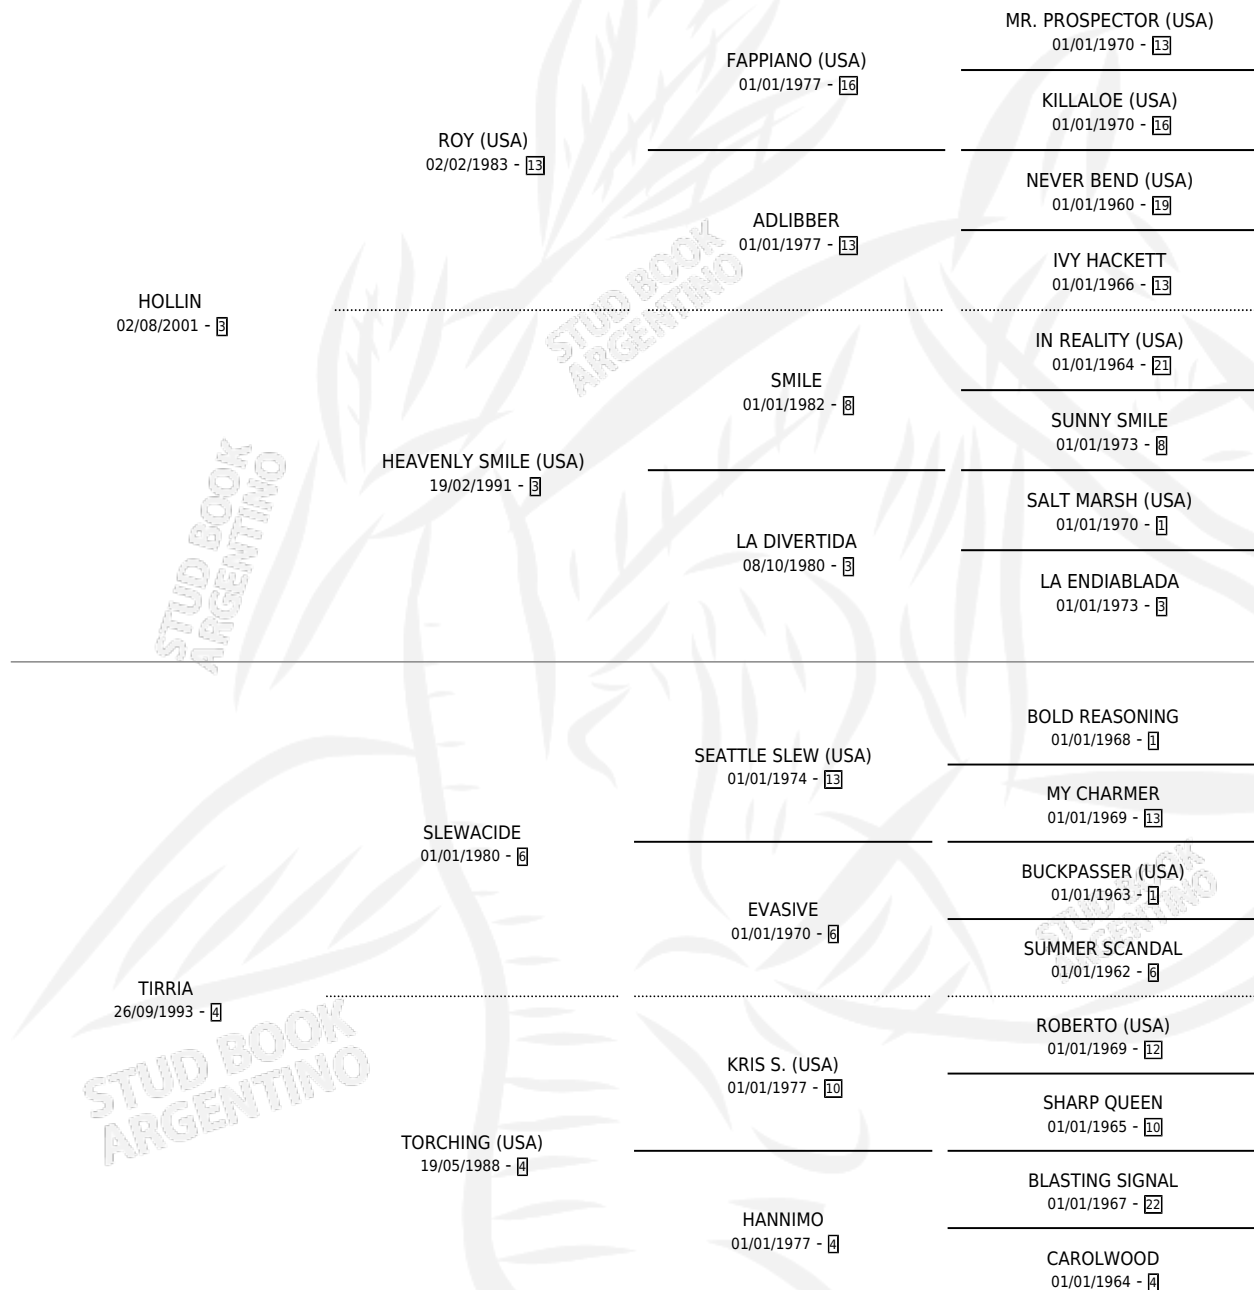 MR. PROSPECTOR (USA)
01/01/1970 - 13
FAPPIANO (USA)
01/01/1977 - 16
KILLALOE (USA)
01/01/1970 - 16
ROY (USA)
02/02/1983 - 13
NEVER BEND (USA)
01/01/1960 - 19
ADLIBBER
01/01/1977 - 13
IVY HACKETT
01/01/1966 - 13
HOLLIN
02/08/2001 - 3
IN REALITY (USA)
01/01/1964 - 21
SMILE
01/01/1982 - 8
SUNNY SMILE
01/01/1973 - 8
HEAVENLY SMILE (USA)
19/02/1991 - 3
SALT MARSH (USA)
01/01/1970 - 1
LA DIVERTIDA
08/10/1980 - 3
LA ENDIABLADA
01/01/1973 - 3
BOLD REASONING
01/01/1968 - 1
SEATTLE SLEW (USA)
01/01/1974 - 13
MY CHARMER
01/01/1969 - 13
SLEWACIDE
01/01/1980 - 6
BUCKPASSER (USA)
01/01/1963 - 1
EVASIVE
01/01/1970 - 6
SUMMER SCANDAL
01/01/1962 - 6
TIRRIA
26/09/1993 - 4
ROBERTO (USA)
01/01/1969 - 12
KRIS S. (USA)
01/01/1977 - 10
SHARP QUEEN
01/01/1965 - 10
TORCHING (USA)
19/05/1988 - 4
BLASTING SIGNAL
01/01/1967 - 22
HANNIMO
01/01/1977 - 4
CAROLWOOD
01/01/1964 - 4
STUD BOOK
ARGENTINO
STUD BOOK
ARGENTINO
STUD BOOK
ARGENTINO
STUD BOOK
ARGENTINO